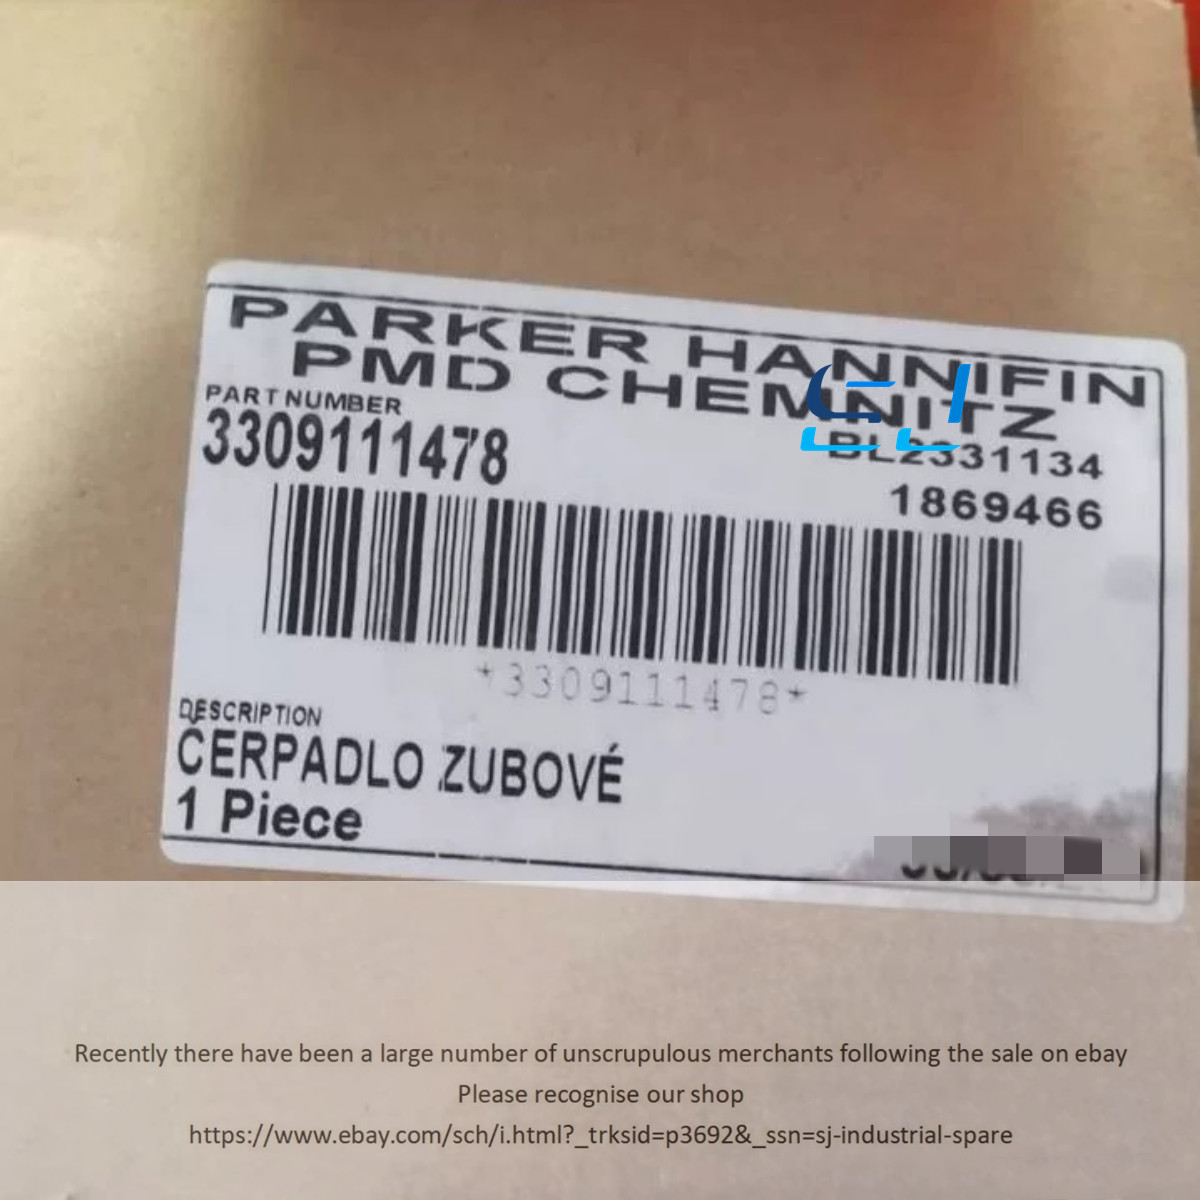 PARKER HANNIFIN
PMD CHEMNITZ
PART NUMBER
3309111478
BL2331134
1869466
*3309111478*
DESCRIPTION
ČERPADLO ZUBOVÉ
1 Piece
Recently there have been a large number of unscrupulous merchants following the sale on ebay
Please recognise our shop
https://www.ebay.com/sch/i.html?_trksid=p3692&_ssn=sj-industrial-spare